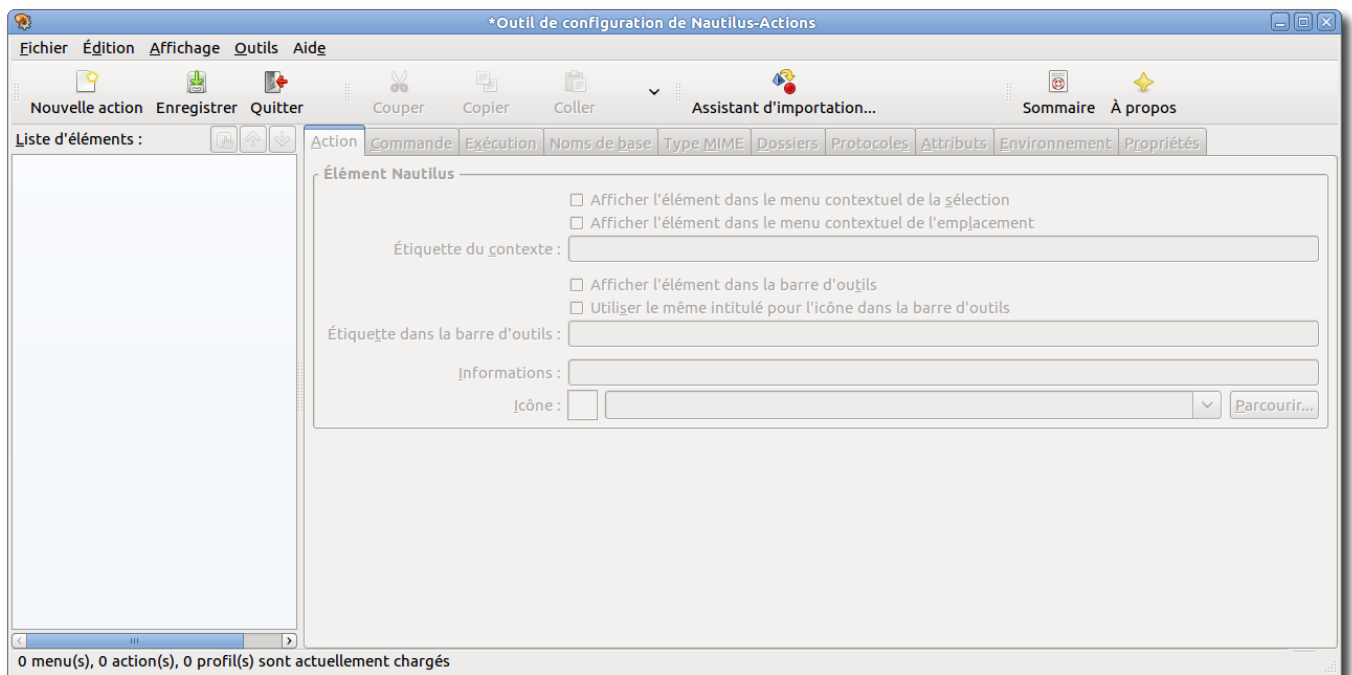 *Outil de configuration de Nautilus-Actions
Fichier Édition Affichage Outils Aide
Nouvelle action Enregistrer Quitter Couper Copier Coller Assistant d'importation... Sommaire À propos
Liste d'éléments :
Action Commande Exécution Noms de base Type MIME Dossiers Protocoles Attributs Environnement Propriétés
Élément Nautilus
Afficher l'élément dans le menu contextuel de la sélection
Afficher l'élément dans le menu contextuel de l'emplacement
Étiquette du contexte :
Afficher l'élément dans la barre d'outils
Utiliser le même intitulé pour l'icône dans la barre d'outils
Étiquette dans la barre d'outils :
Informations :
Icône : Parcourir...
0 menu(s), 0 action(s), 0 profil(s) sont actuellement chargés